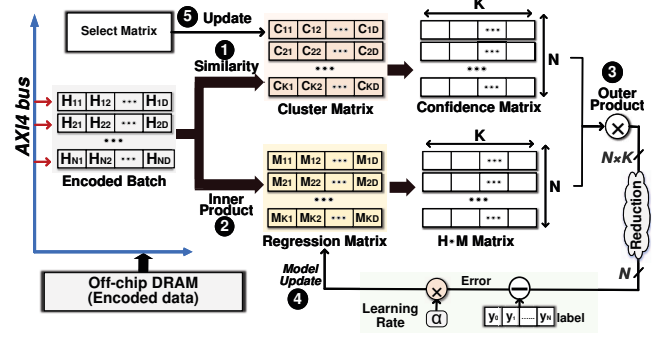 Select Matrix
5 Update
C11 C12 ... C1D
C21 C22 ... C2D
...
CK1 CK2 ... CKD
Cluster Matrix
K
...
...
...
...
N
Confidence Matrix
1
Similarity
AXI4 bus
H11 H12 ... H1D
H21 H22 ... H2D
...
HN1 HN2 ... HND
Encoded Batch
3
Outer
Product
×
N×K
Inner
Product
2
M11 M12 ... M1D
M21 M22 ... M2D
...
MK1 MK2 ... MKD
Regression Matrix
K
...
...
...
...
N
H•M Matrix
Reduction
N
Off-chip DRAM
(Encoded data)
Model
Update
4
Learning
Rate
×
α
Error
−
y0 y1 ...... yN label